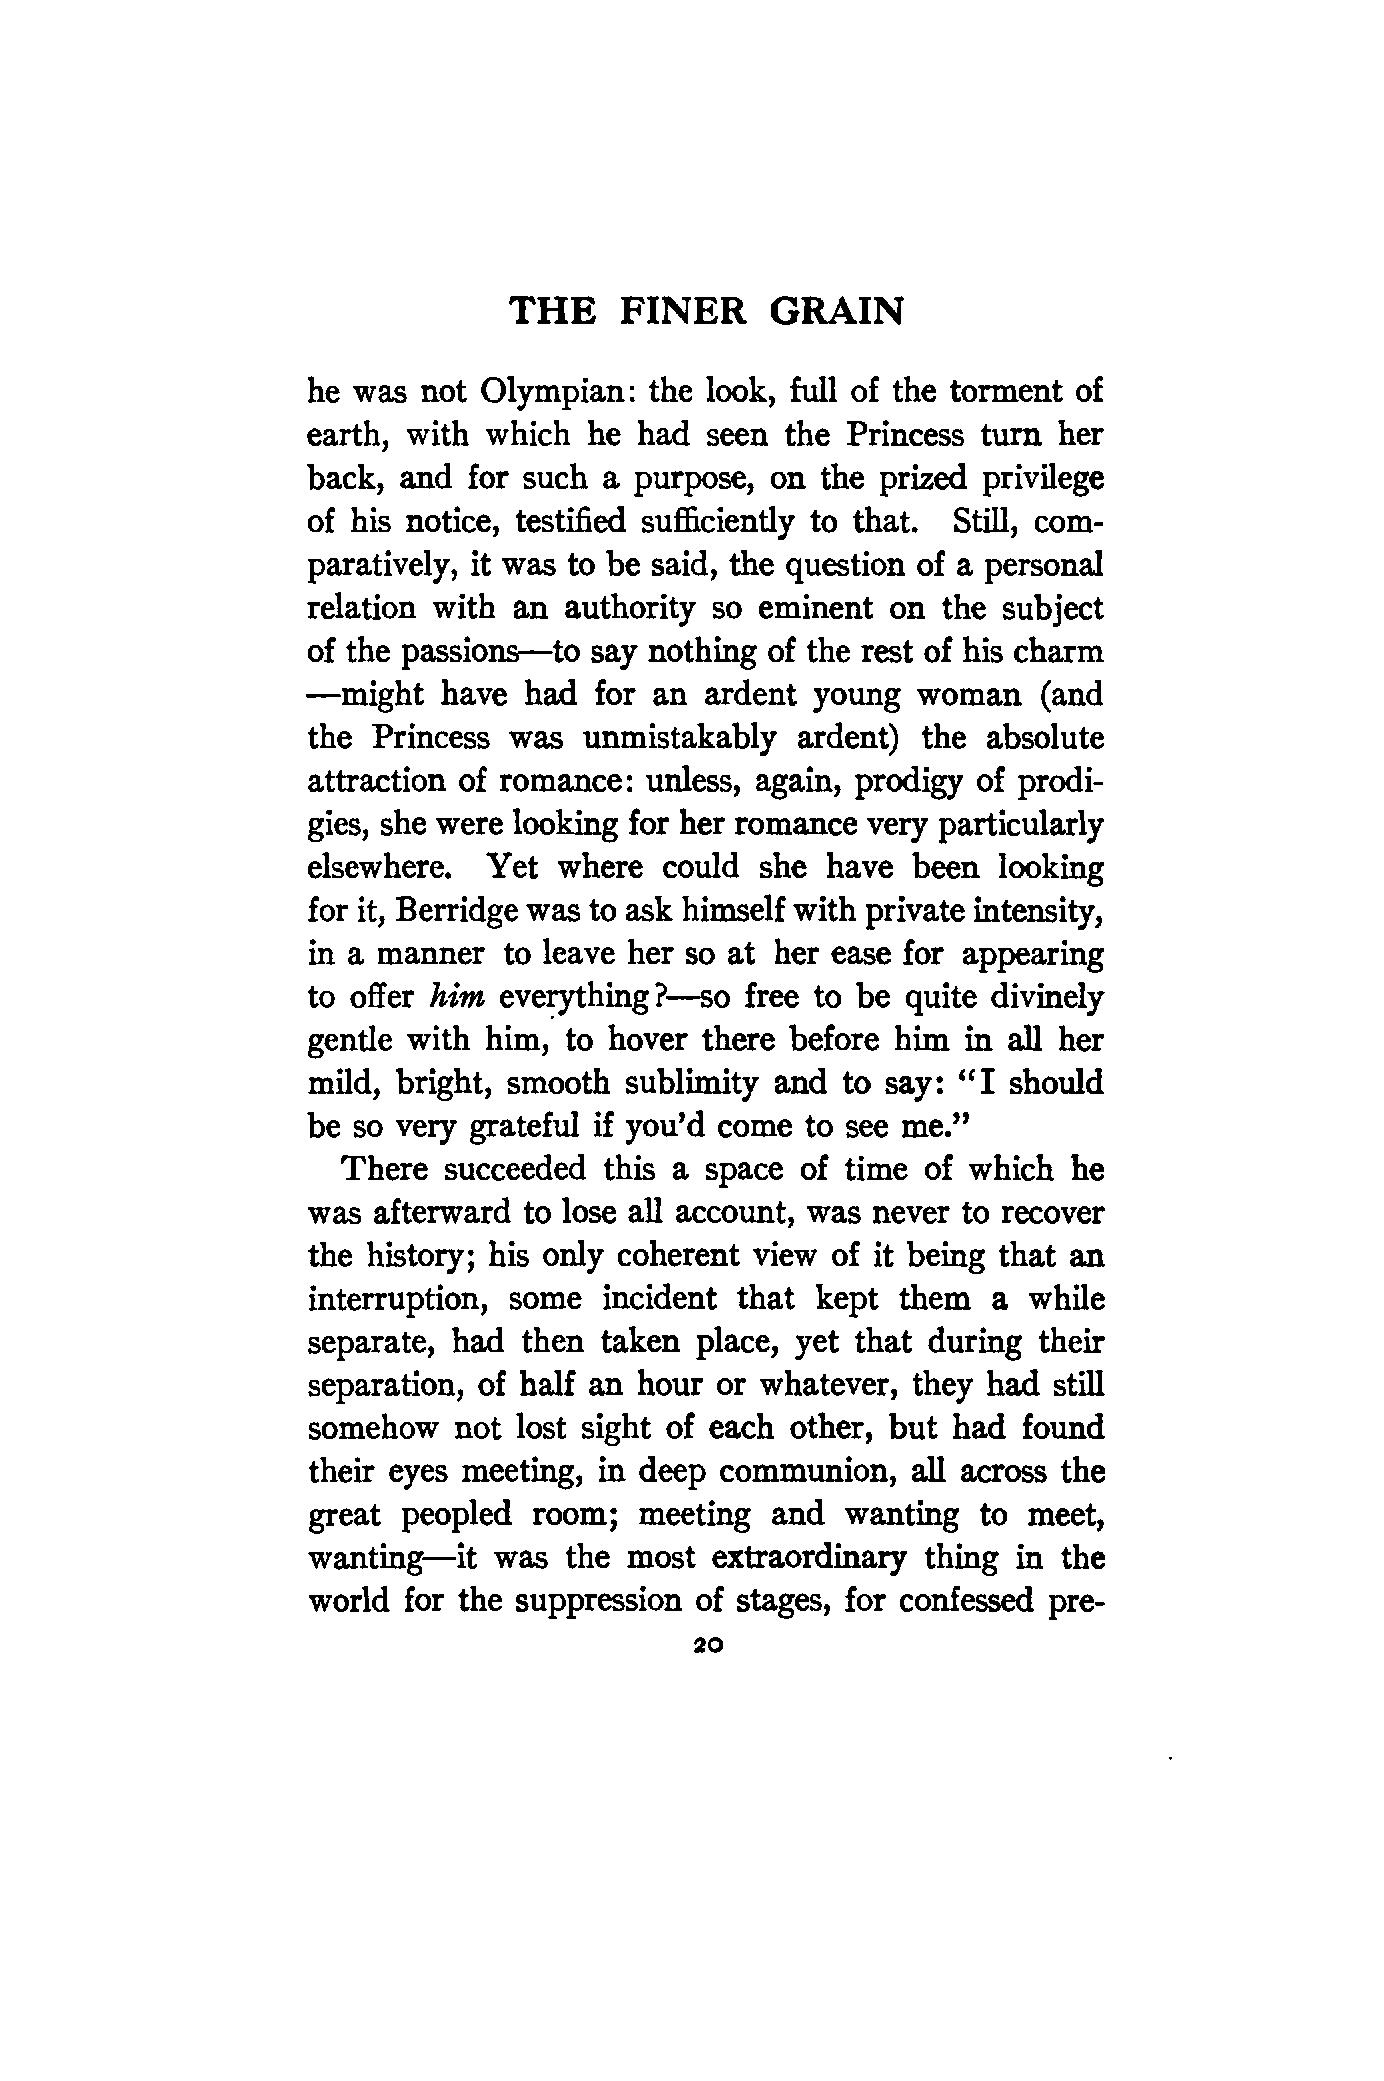 THE FINER GRAIN
he was not Olympian: the look, full of the torment of
earth, with which he had seen the Princess turn her
back, and for such a purpose, on the prized privilege
of his notice, testified sufficiently to that. Still, com-
paratively, it was to be said, the question of a personal
relation with an authority so eminent on the subject
of the passions—to say nothing of the rest of his charm
—might have had for an ardent young woman (and
the Princess was unmistakably ardent) the absolute
attraction of romance: unless, again, prodigy of prodi-
gies, she were looking for her romance very particularly
elsewhere. Yet where could she have been looking
for it, Berridge was to ask himself with private intensity,
in a manner to leave her so at her ease for appearing
to offer him everything?—so free to be quite divinely
gentle with him, to hover there before him in all her
mild, bright, smooth sublimity and to say: “I should
be so very grateful if you’d come to see me.”
There succeeded this a space of time of which he
was afterward to lose all account, was never to recover
the history; his only coherent view of it being that an
interruption, some incident that kept them a while
separate, had then taken place, yet that during their
separation, of half an hour or whatever, they had still
somehow not lost sight of each other, but had found
their eyes meeting, in deep communion, all across the
great peopled room; meeting and wanting to meet,
wanting—it was the most extraordinary thing in the
world for the suppression of stages, for confessed pre-
20